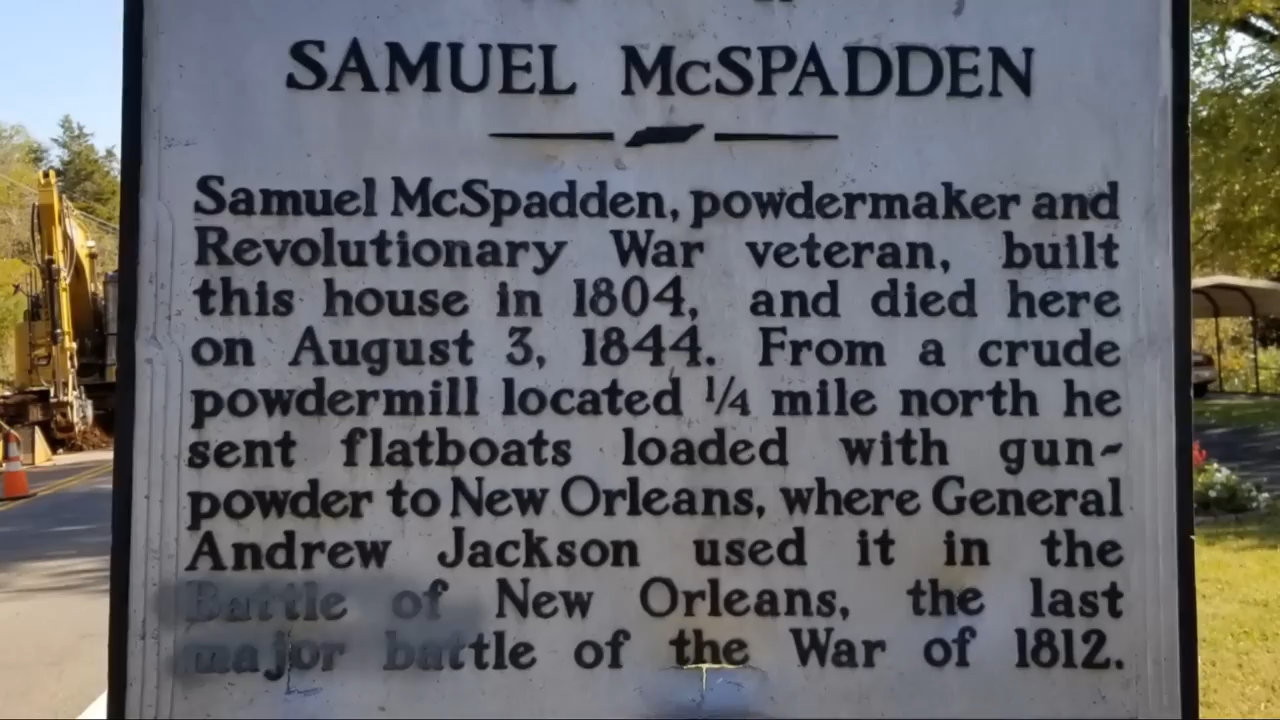 SAMUEL McSPADDEN
Samuel McSpadden, powdermaker and
Revolutionary War veteran, built
this house in 1804, and died here
on August 3, 1844. From a crude
powdermill located 1/4 mile north he
sent flatboats loaded with gun-
powder to New Orleans, where General
Andrew Jackson used it in the
Battle of New Orleans, the last
major battle of the War of 1812.